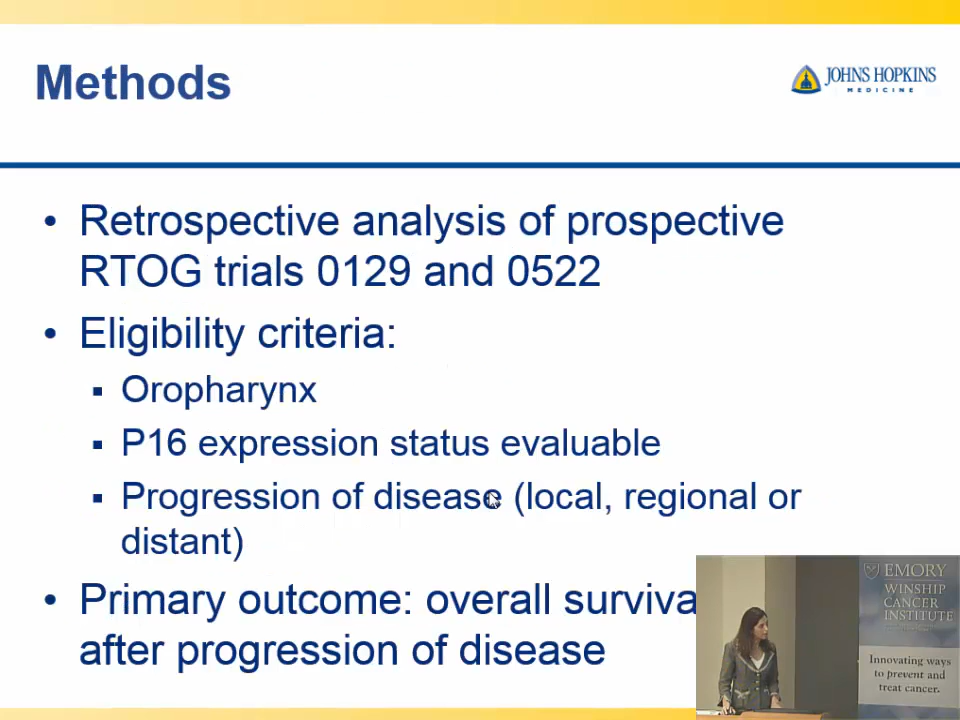 Methods
JOHNS HOPKINS
MEDICINE
• Retrospective analysis of prospective
RTOG trials 0129 and 0522
• Eligibility criteria:
▪ Oropharynx
▪ P16 expression status evaluable
▪ Progression of disease (local, regional or
distant)
• Primary outcome: overall surviva
after progression of disease
EMORY
WINSHIP
CANCER
INSTITUTE
Innovating ways
to prevent and
treat cancer.